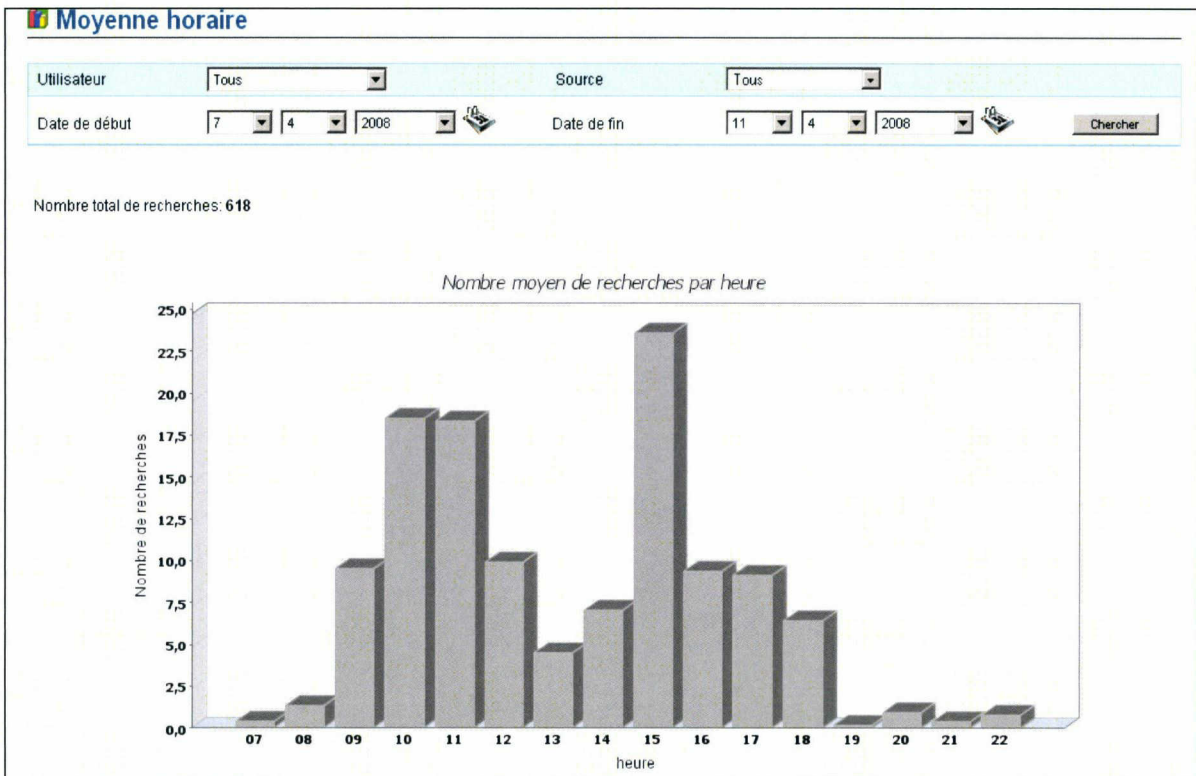 Moyenne horaire
Utilisateur Tous Source Tous
Date de début 7 4 2008 Date de fin 11 4 2008 Chercher
Nombre total de recherches: 618
Nombre moyen de recherches par heure
25,0
22,5
20,0
17,5
15,0
12,5
10,0
7,5
5,0
2,5
0,0
Nombre de recherches
07 08 09 10 11 12 13 14 15 16 17 18 19 20 21 22
heure